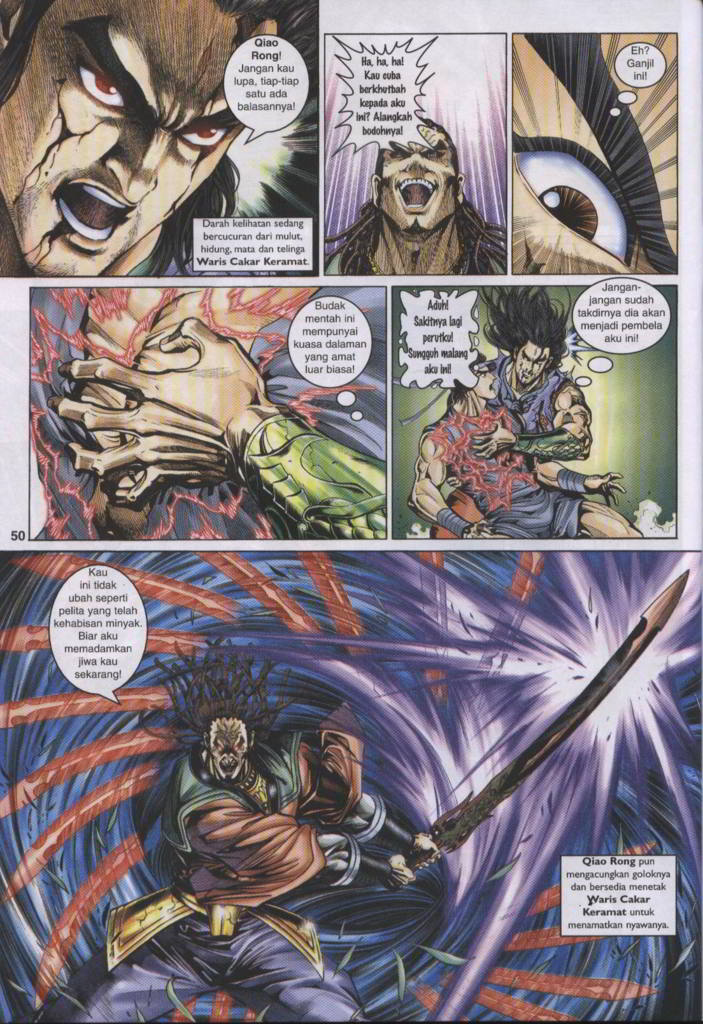 Qiao
Rong!
Jangan kau
lupa, tiap-tiap
satu ada
balasannya!
Darah kelihatan sedang
bercucuran dari mulut,
hidung, mata dan telinga
Waris Cakar Keramat.
Ha, ha, ha!
Kau cuba
berkhutbah
kepada aku
ini? Alangkah
bodohnya!
Eh?
Ganjil
ini!
Budak
mentah ini
mempunyai
kuasa dalaman
yang amat
luar biasa!
Aduh!
Sakitnya lagi
perutku!
Sungguh malang
aku ini!
Jangan-
jangan sudah
takdirnya dia akan
menjadi pembela
aku ini!
50
Kau
ini tidak
ubah seperti
pelita yang telah
kehabisan minyak.
Biar aku
memadamkan
jiwa kau
sekarang!
Qiao Rong pun
mengacungkan goloknya
dan bersedia menetak
Waris Cakar
Keramat untuk
menamatkan nyawanya.